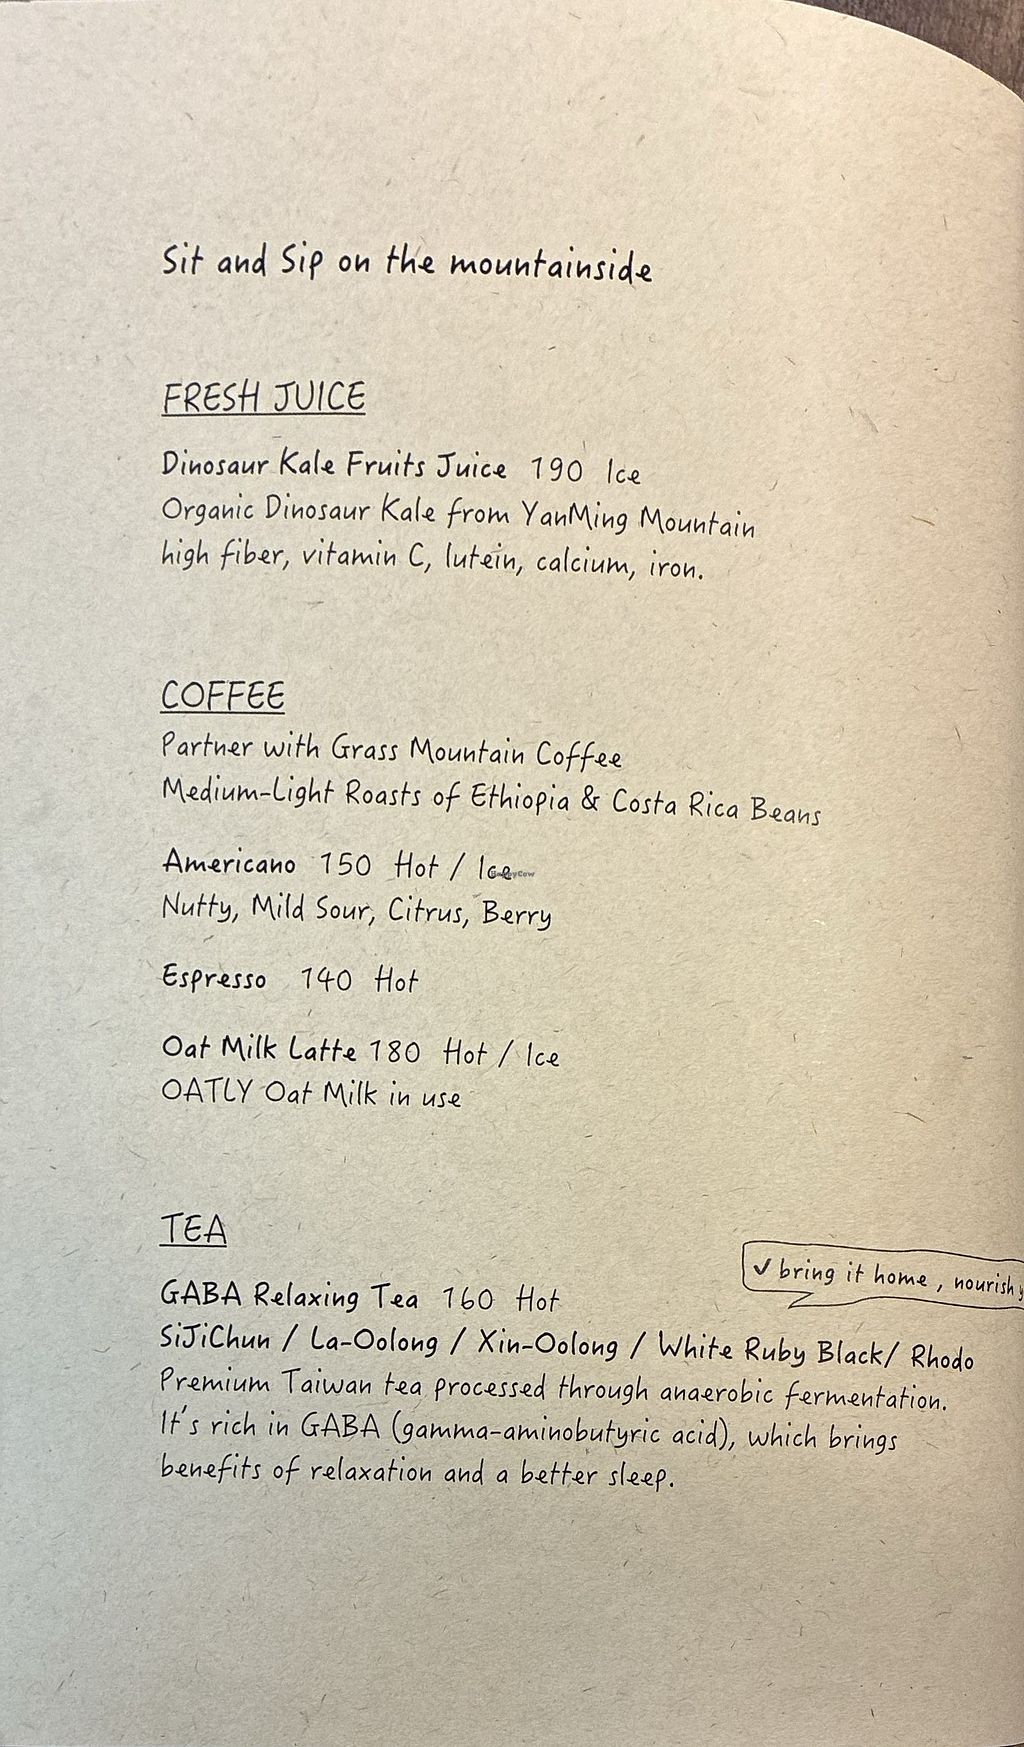 Sit and Sip on the mountainside
FRESH JUICE
Dinosaur Kale Fruits Juice 190 Ice
Organic Dinosaur Kale from YanMing Mountain
high fiber, vitamin C, lutein, calcium, iron.
COFFEE
Partner with Grass Mountain Coffee
Medium-Light Roasts of Ethiopia & Costa Rica Beans
Americano 150 Hot / Ice
HappyCow
Nutty, Mild Sour, Citrus, Berry
Espresso 140 Hot
Oat Milk Latte 180 Hot / Ice
OATLY Oat Milk in use
TEA
✓ bring it home, nourish
GABA Relaxing Tea 160 Hot
SiJiChun / La-Oolong / Xin-Oolong / White Ruby Black/ Rhodo
Premium Taiwan tea processed through anaerobic fermentation.
It's rich in GABA (gamma-aminobutyric acid), which brings
benefits of relaxation and a better sleep.